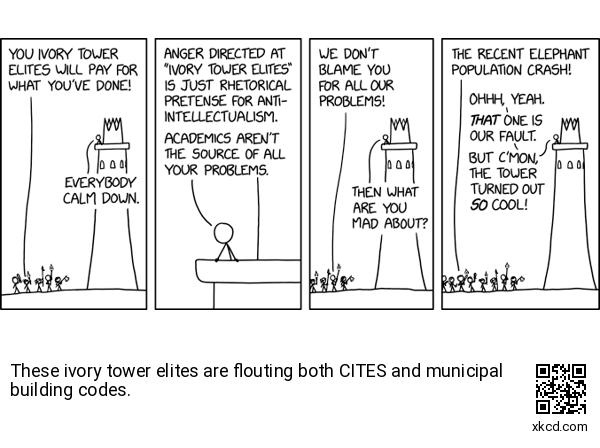 YOU IVORY TOWER
ELITES WILL PAY FOR
WHAT YOU'VE DONE!
EVERYBODY
CALM DOWN.
ANGER DIRECTED AT
"IVORY TOWER ELITES"
IS JUST RHETORICAL
PRETENSE FOR ANTI-
INTELLECTUALISM.
ACADEMICS AREN'T
THE SOURCE OF ALL
YOUR PROBLEMS.
WE DON'T
BLAME YOU
FOR ALL OUR
PROBLEMS!
THEN WHAT
ARE YOU
MAD ABOUT?
THE RECENT ELEPHANT
POPULATION CRASH!
OHHH, YEAH.
THAT ONE IS
OUR FAULT.
BUT C'MON,
THE TOWER
TURNED OUT
SO COOL!
These ivory tower elites are flouting both CITES and municipal
building codes.
xkcd.com